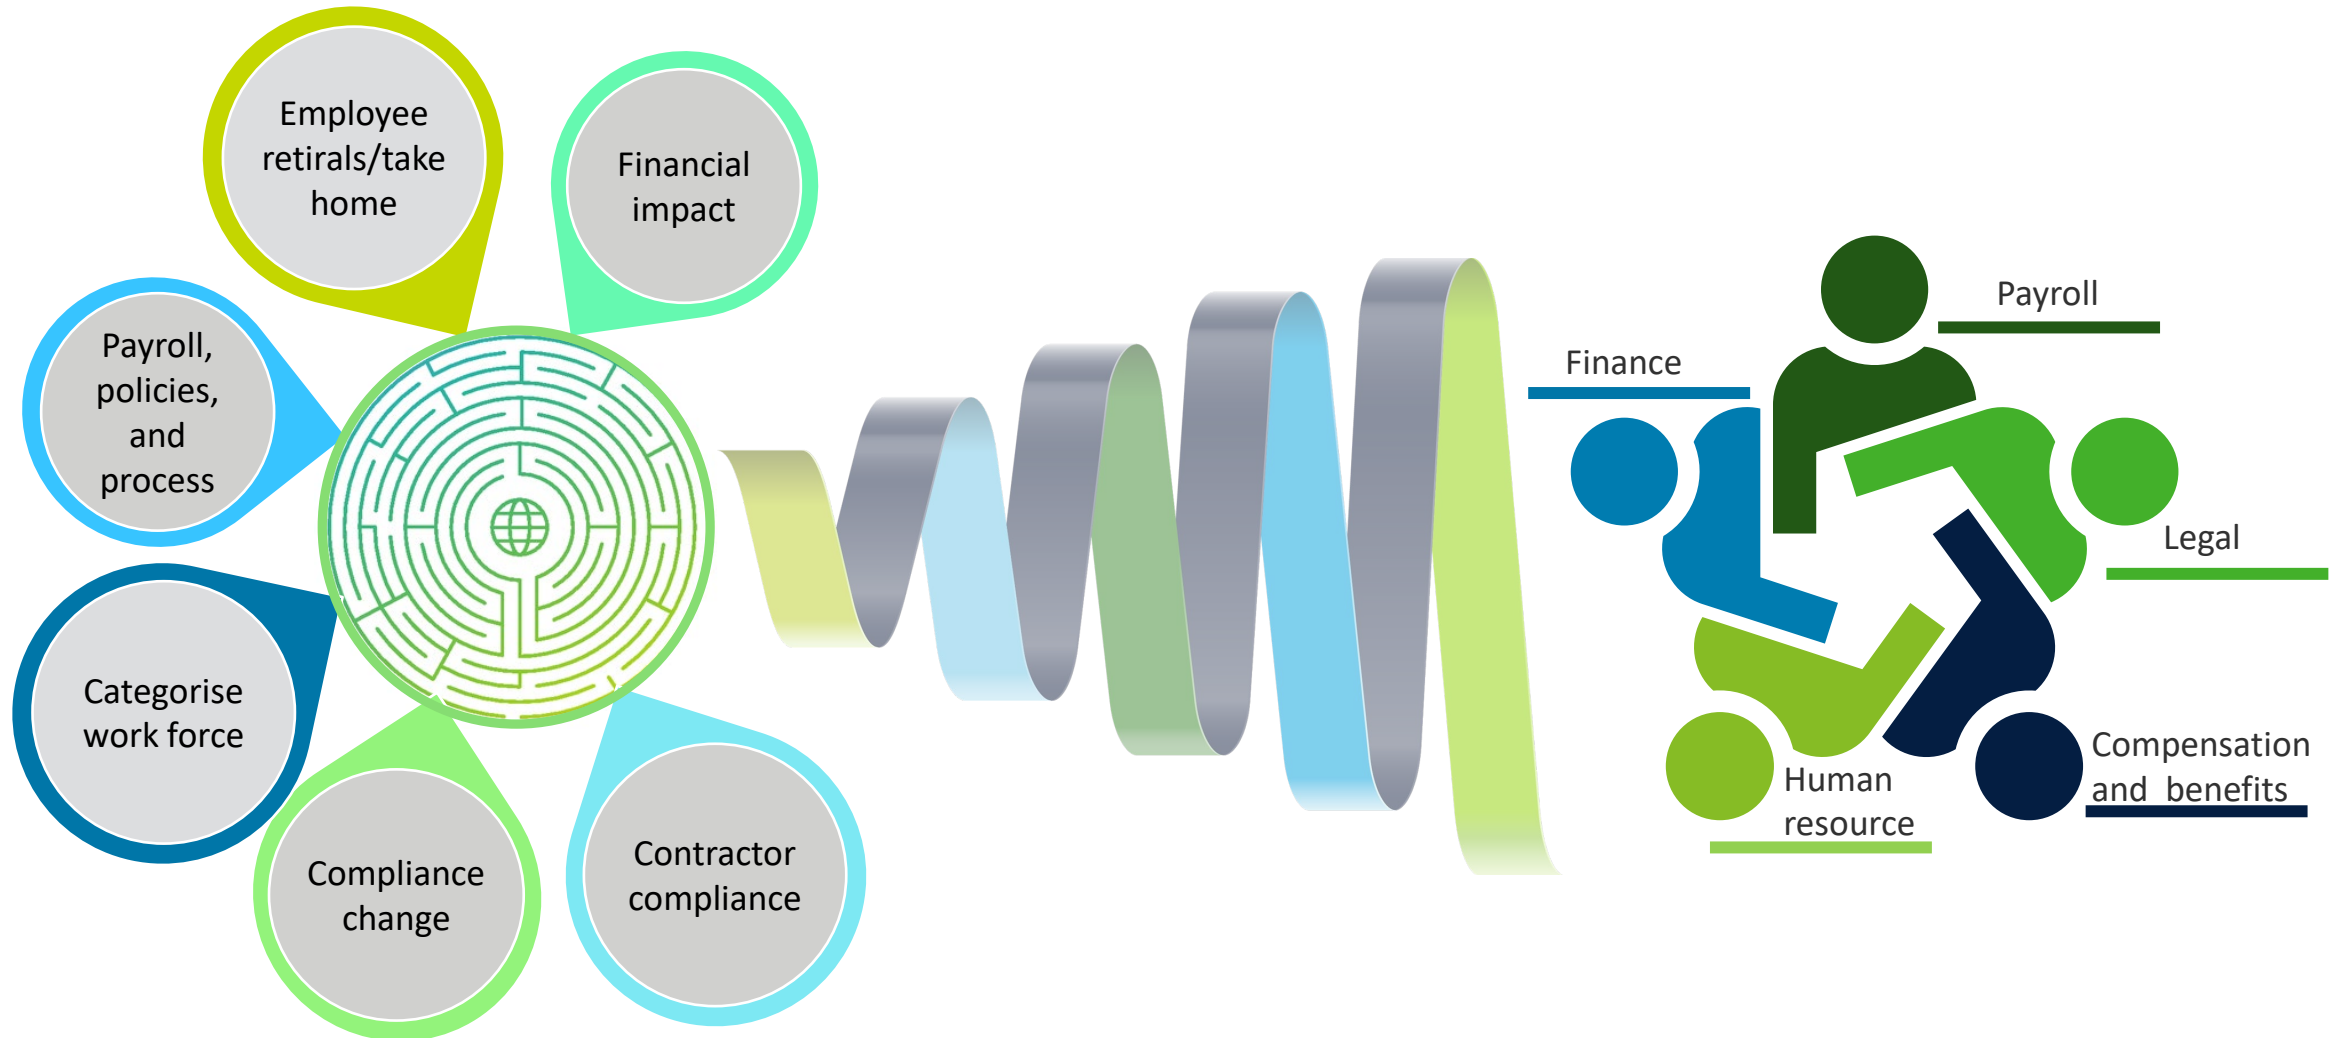 Employee
retirals/take
home
Financial
impact
Payroll,
policies,
and
process
Categorise
work force
Compliance
change
Contractor
compliance
Payroll
Finance
Legal
Compensation
and  benefits
Human
resource